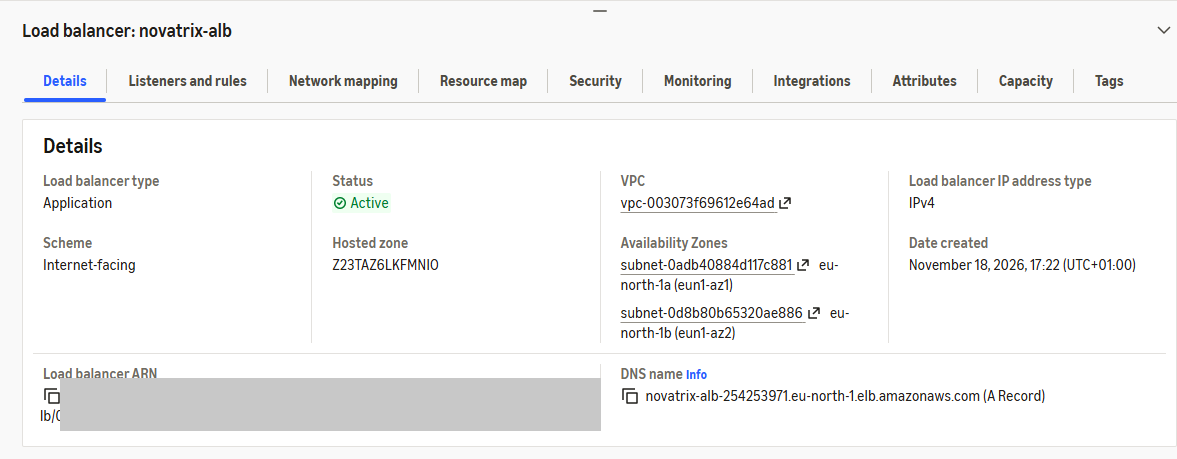 Load balancer: novatrix-alb
Details
Listeners and rules
Network mapping
Resource map
Security
Monitoring
Integrations
Attributes
Capacity
Tags
Details
Load balancer type
Application
Status
Active
VPC
vpc-003073f69612e64ad
Load balancer IP address type
IPv4
Scheme
Internet-facing
Hosted zone
Z23TAZ6LKFMNIO
Availability Zones
subnet-0adb40884d117c881 eu-
north-1a (eun1-az1)
subnet-0d8b80b65320ae886 eu-
north-1b (eun1-az2)
Date created
November 18, 2026, 17:22 (UTC+01:00)
Load balancer ARN
DNS name Info
novatrix-alb-254253971.eu-north-1.elb.amazonaws.com (A Record)